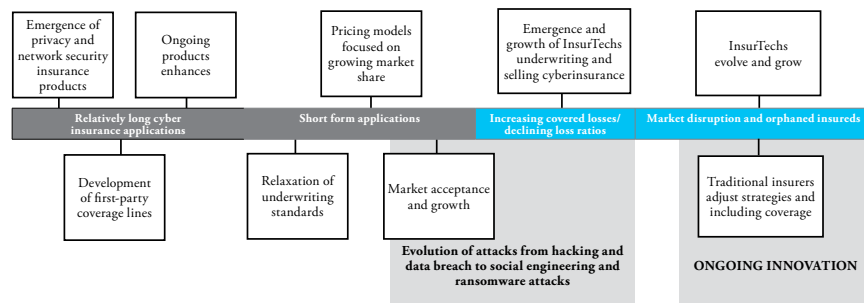 Emergence of
privacy and
network security
insurance
products
Ongoing
products
enhances
Pricing models
focused on
growing market
share
Emergence and
growth of InsurTechs
underwriting and
selling cyberinsurance
InsurTechs
evolve and grow
Relatively long cyber
insurance applications
Short form applications
Increasing covered losses/
declining loss ratios
Market disruption and orphaned insureds
Development
of first-party
coverage lines
Relaxation of
underwriting
standards
Market acceptance
and growth
Traditional insurers
adjust strategies and
including coverage
Evolution of attacks from hacking and
data breach to social engineering and
ransomware attacks
ONGOING INNOVATION